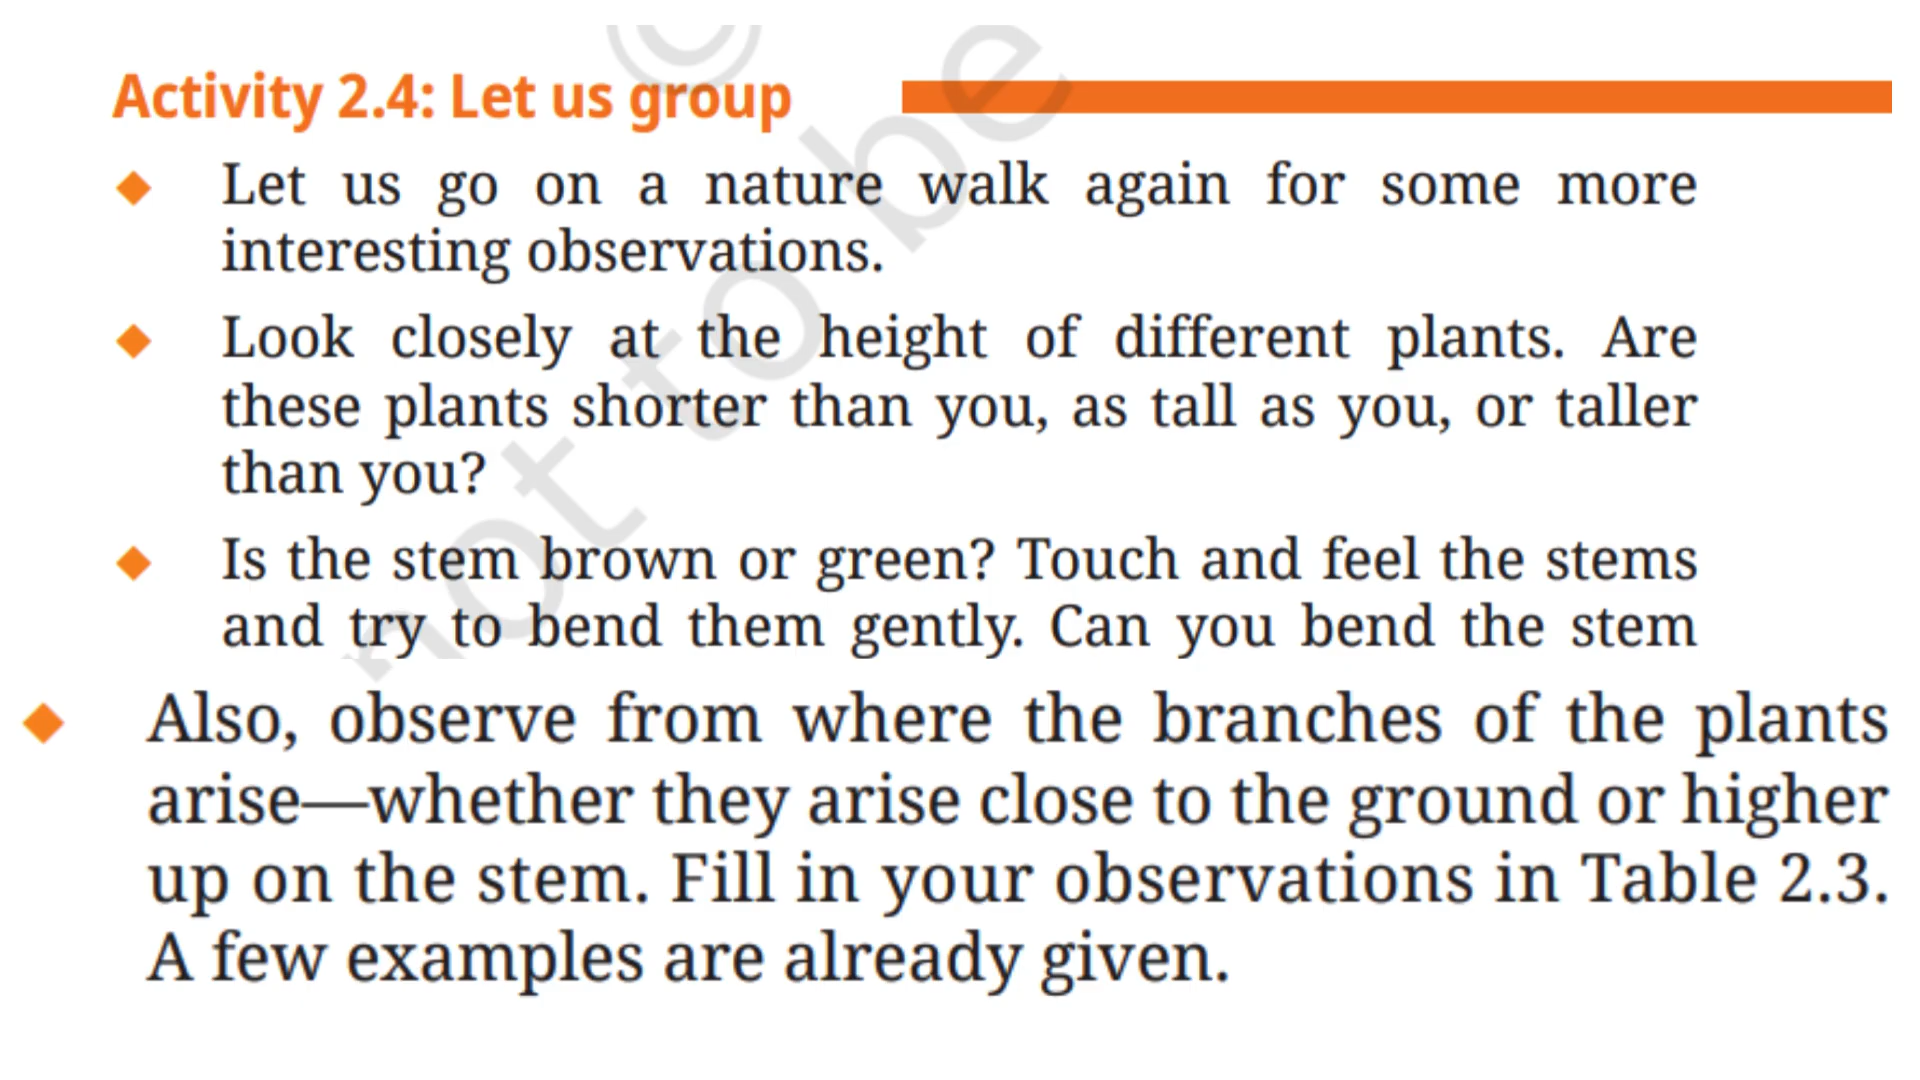 Activity 2.4: Let us group
Let us go on a nature walk again for some more
interesting observations.
Look closely at the height of different plants. Are
these plants shorter than you, as tall as you, or taller
than you?
Is the stem brown or green? Touch and feel the stems
and try to bend them gently. Can you bend the stem
Also, observe from where the branches of the plants
arise—whether they arise close to the ground or higher
up on the stem. Fill in your observations in Table 2.3.
A few examples are already given.
© not to be